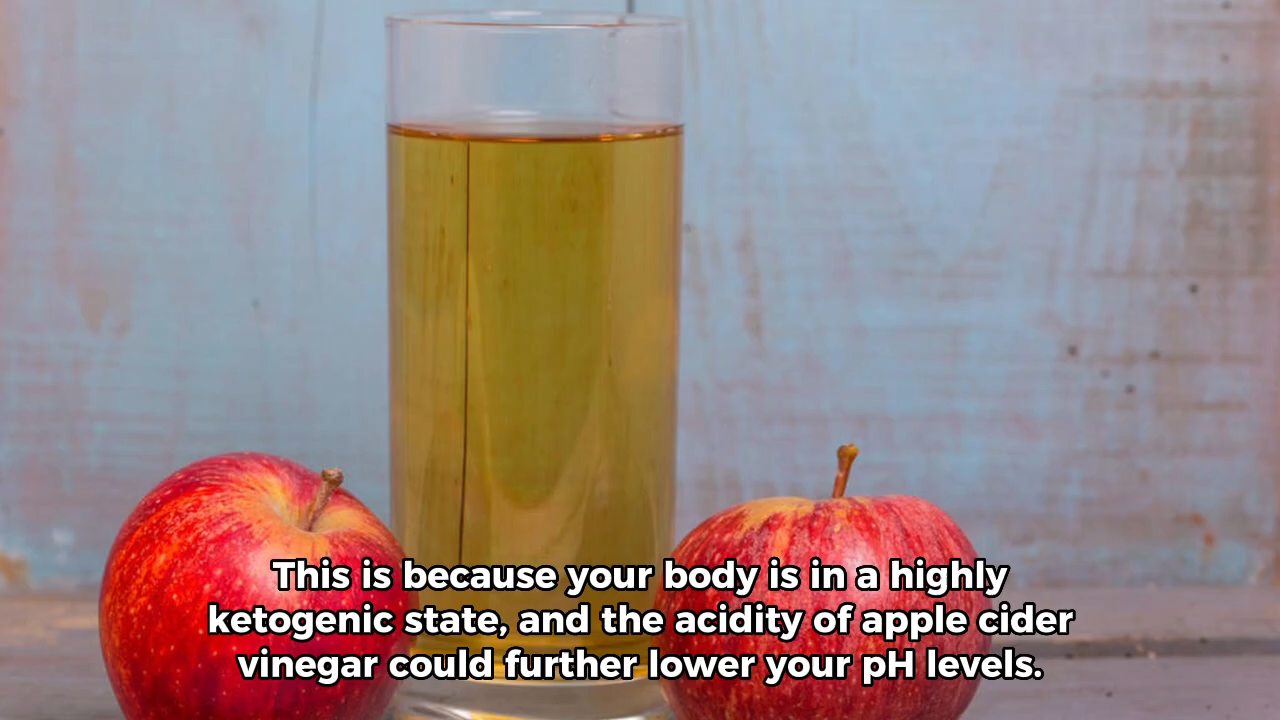 This is because your body is in a highly
ketogenic state, and the acidity of apple cider
vinegar could further lower your pH levels.